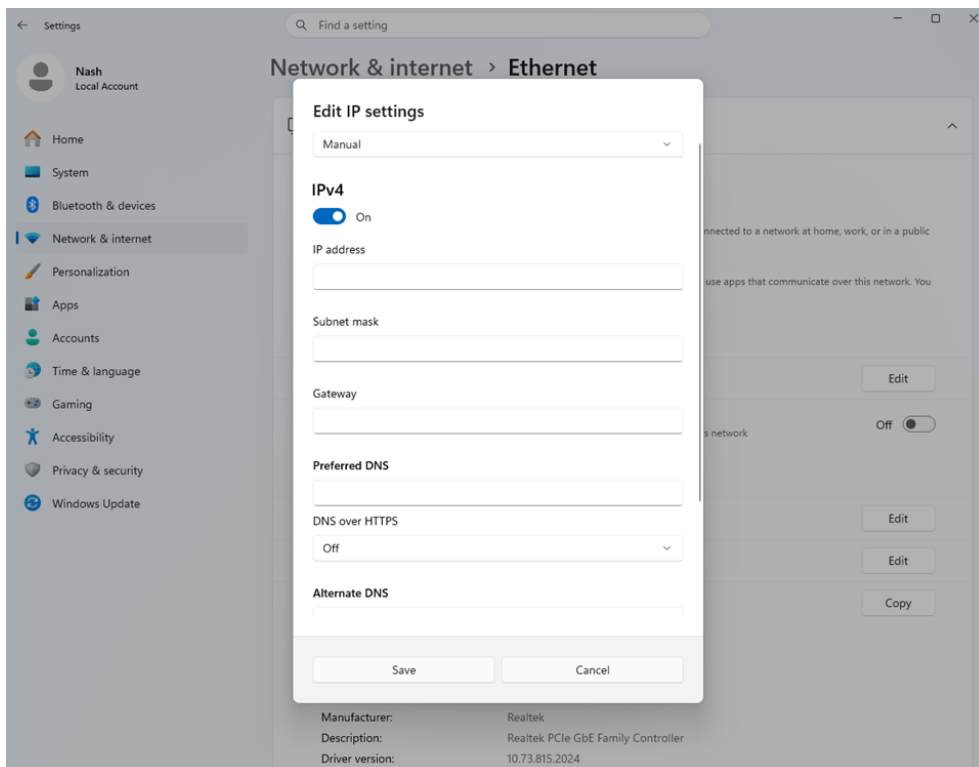 Settings
Find a setting
Nash
Local Account
Home
System
Bluetooth & devices
Network & internet
Personalization
Apps
Accounts
Time & language
Gaming
Accessibility
Privacy & security
Windows Update
Network & internet > Ethernet
Edit IP settings
Manual
IPv4
On
IP address
Subnet mask
Gateway
Preferred DNS
DNS over HTTPS
Off
Alternate DNS
Save
Cancel
nnected to a network at home, work, or in a public
use apps that communicate over this network. You
Edit
s network
Off
Edit
Edit
Copy
Manufacturer: Realtek
Description: Realtek PCIe GbE Family Controller
Driver version: 10.73.815.2024